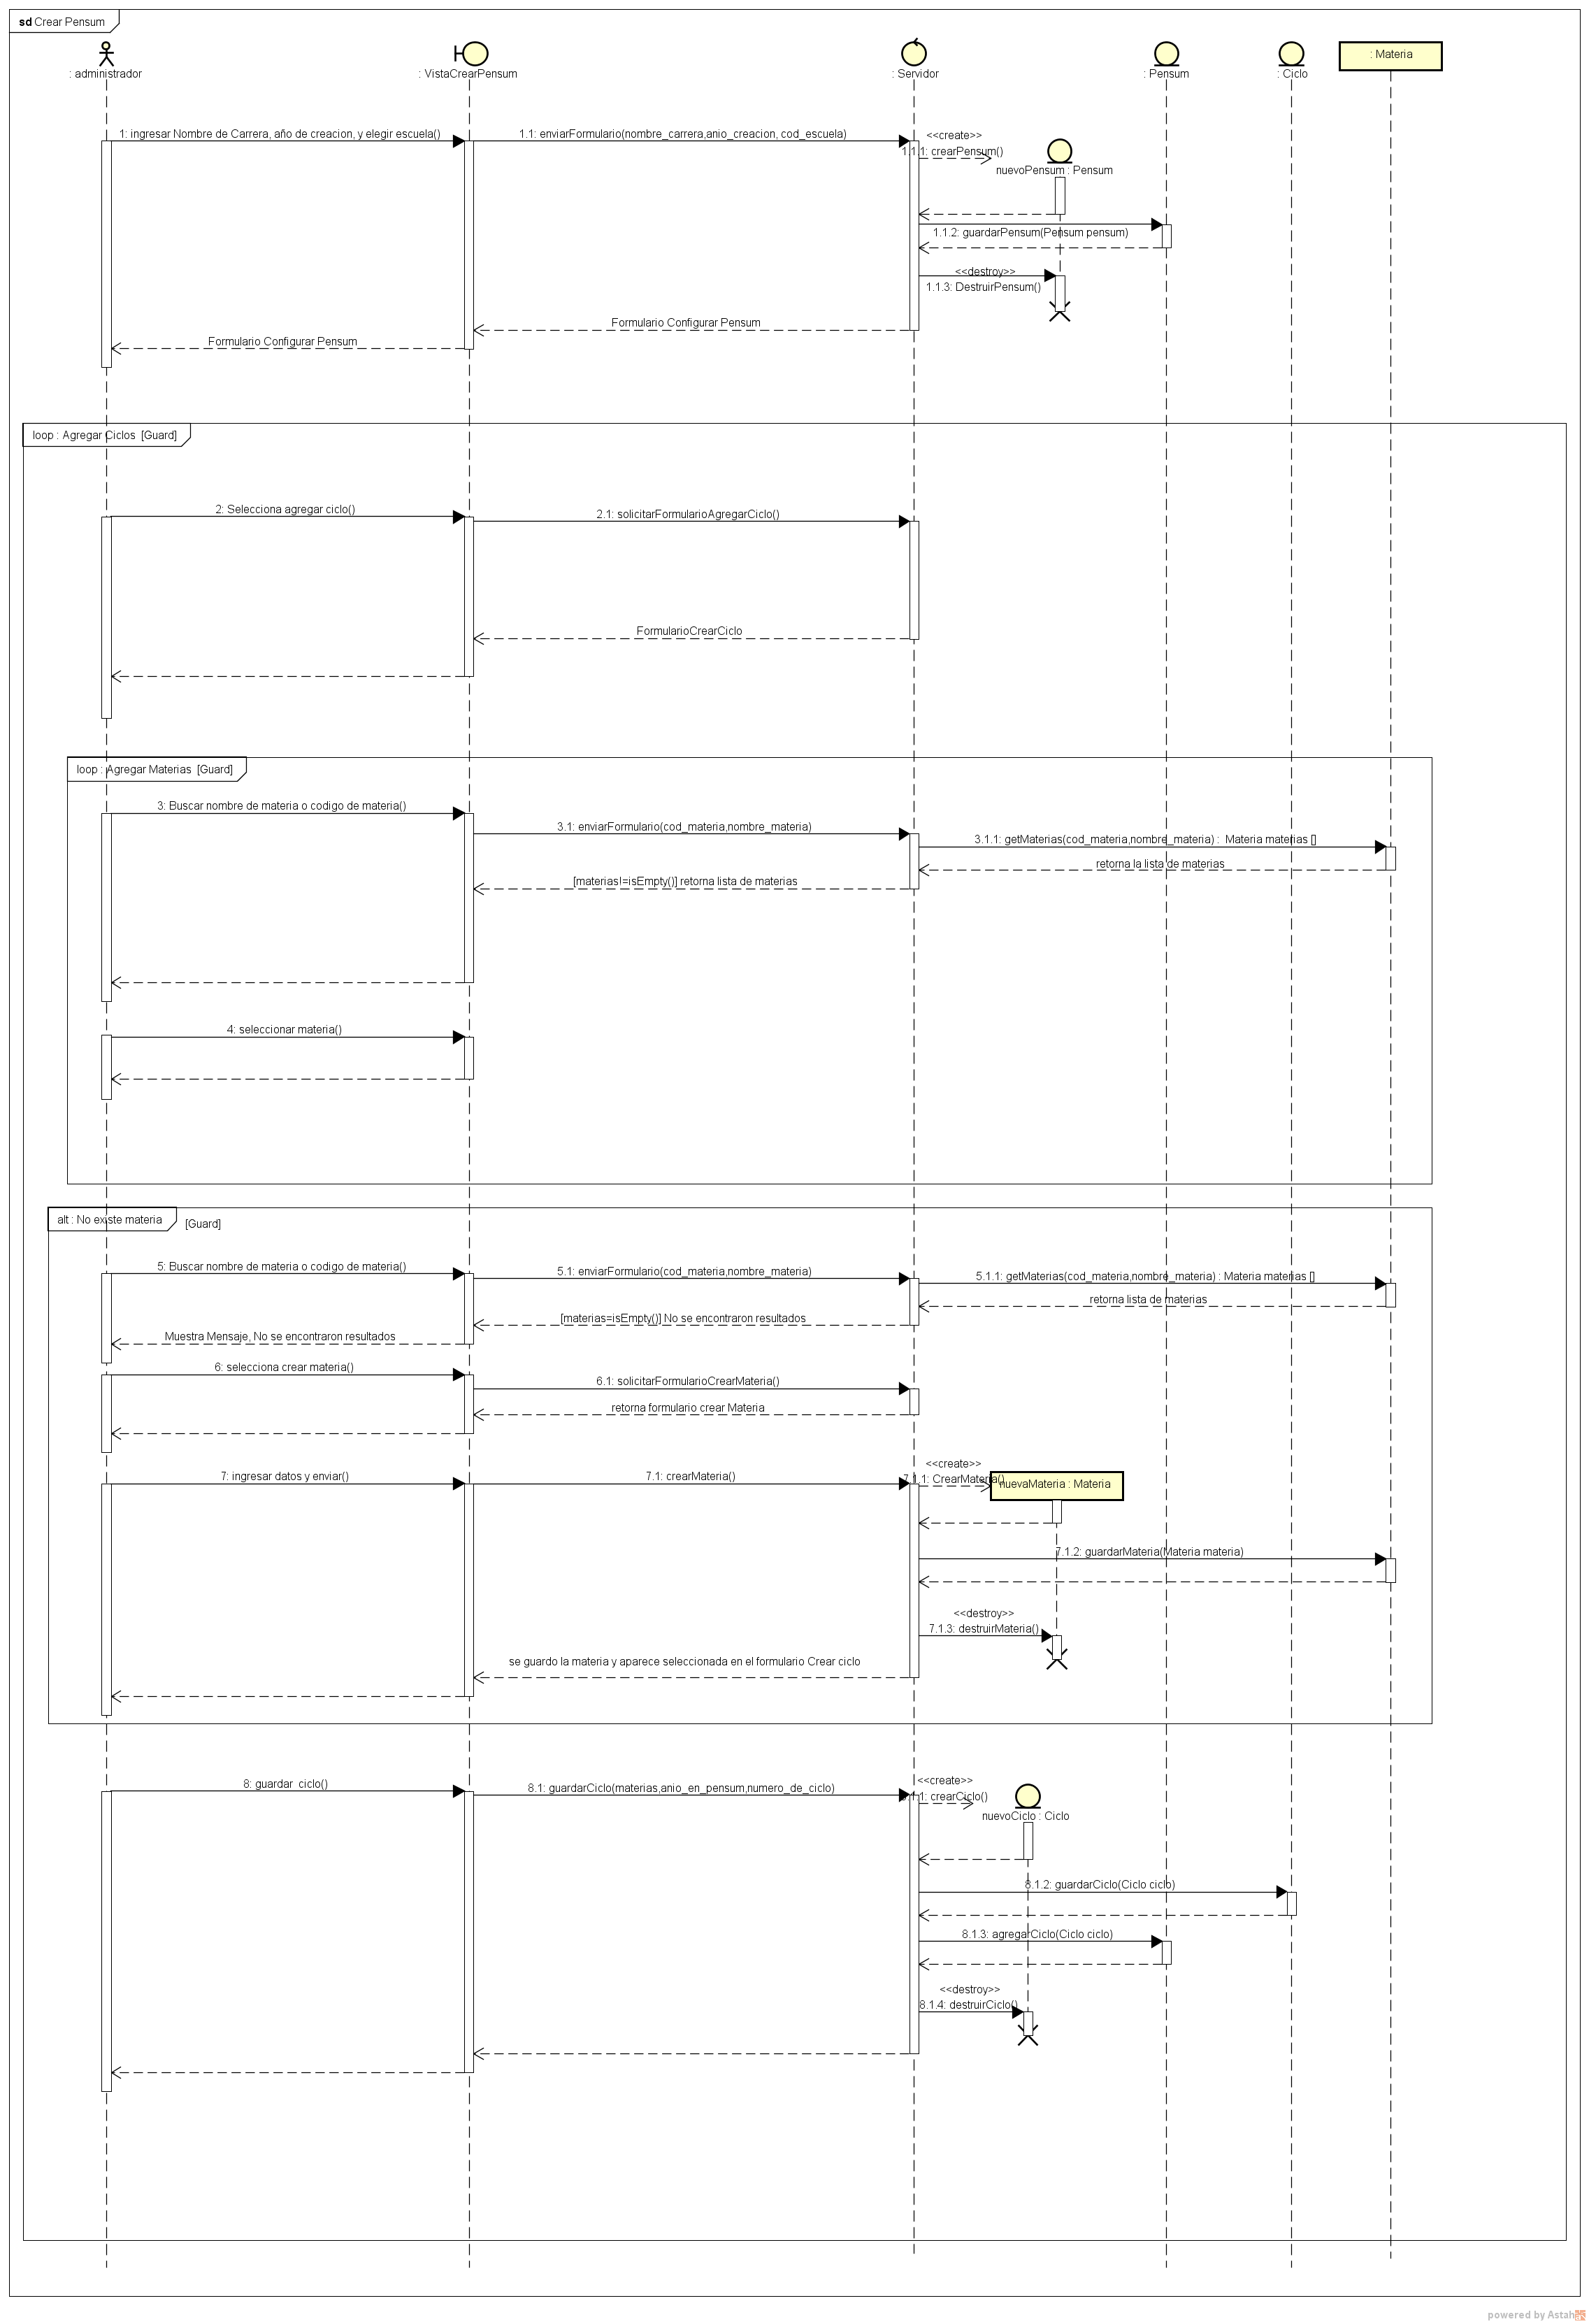 sd Crear Pensum
: administrador
: VistaCrearPensum
: Servidor
: Pensum
: Ciclo
: Materia
1: ingresar Nombre de Carrera, año de creacion, y elegir escuela()
1.1: enviarFormulario(nombre_carrera,anio_creacion, cod_escuela)
<<create>>
1.1.1: crearPensum()
nuevoPensum : Pensum
1.1.2: guardarPensum(Pensum pensum)
<<destroy>>
1.1.3: DestruirPensum()
Formulario Configurar Pensum
Formulario Configurar Pensum
loop : Agregar Ciclos [Guard]
2: Selecciona agregar ciclo()
2.1: solicitarFormularioAgregarCiclo()
FormularioCrearCiclo
loop : Agregar Materias [Guard]
3: Buscar nombre de materia o codigo de materia()
3.1: enviarFormulario(cod_materia,nombre_materia)
3.1.1: getMaterias(cod_materia,nombre_materia) : Materia materias []
retorna la lista de materias
[materias!=isEmpty()] retorna lista de materias
4: seleccionar materia()
alt : No existe materia
[Guard]
5: Buscar nombre de materia o codigo de materia()
5.1: enviarFormulario(cod_materia,nombre_materia)
5.1.1: getMaterias(cod_materia,nombre_materia) : Materia materias []
retorna lista de materias
[materias=isEmpty()] No se encontraron resultados
Muestra Mensaje, No se encontraron resultados
6: selecciona crear materia()
6.1: solicitarFormularioCrearMateria()
retorna formulario crear Materia
7: ingresar datos y enviar()
7.1: crearMateria()
<<create>>
7.1.1: CrearMateria()
nuevaMateria : Materia
7.1.2: guardarMateria(Materia materia)
<<destroy>>
7.1.3: destruirMateria()
se guardo la materia y aparece seleccionada en el formulario Crear ciclo
8: guardar ciclo()
8.1: guardarCiclo(materias,anio_en_pensum,numero_de_ciclo)
<<create>>
8.1.1: crearCiclo()
nuevoCiclo : Ciclo
8.1.2: guardarCiclo(Ciclo ciclo)
8.1.3: agregarCiclo(Ciclo ciclo)
<<destroy>>
8.1.4: destruirCiclo()
powered by Astah